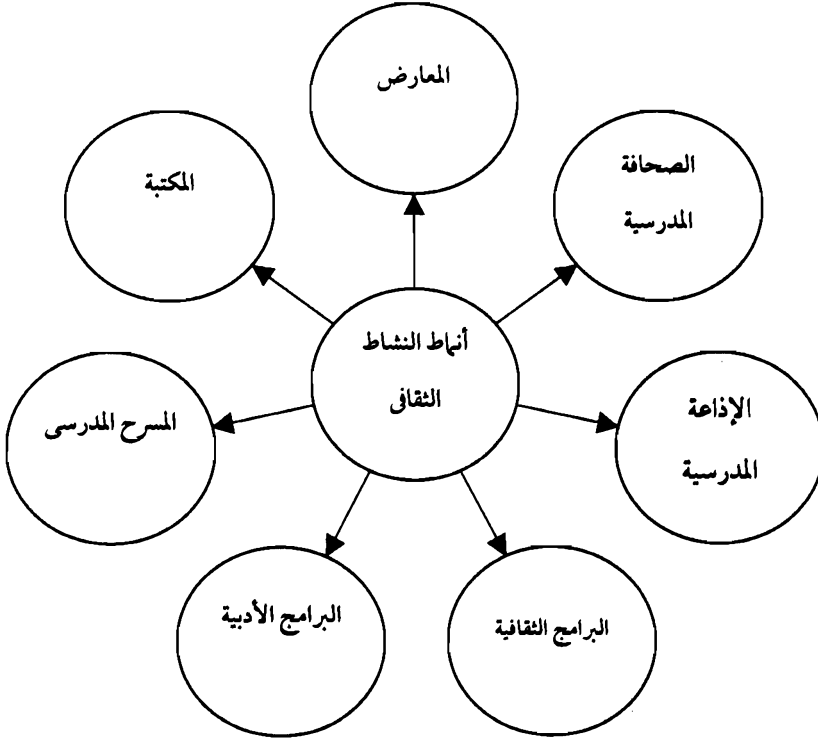 المعارض
الصحافة
المدرسية
المكتبة
أنماط النشاط
الثقافى
الإذاعة
المدرسية
المسرح المدرسى
البرامج الثقافية
البرامج الأدبية